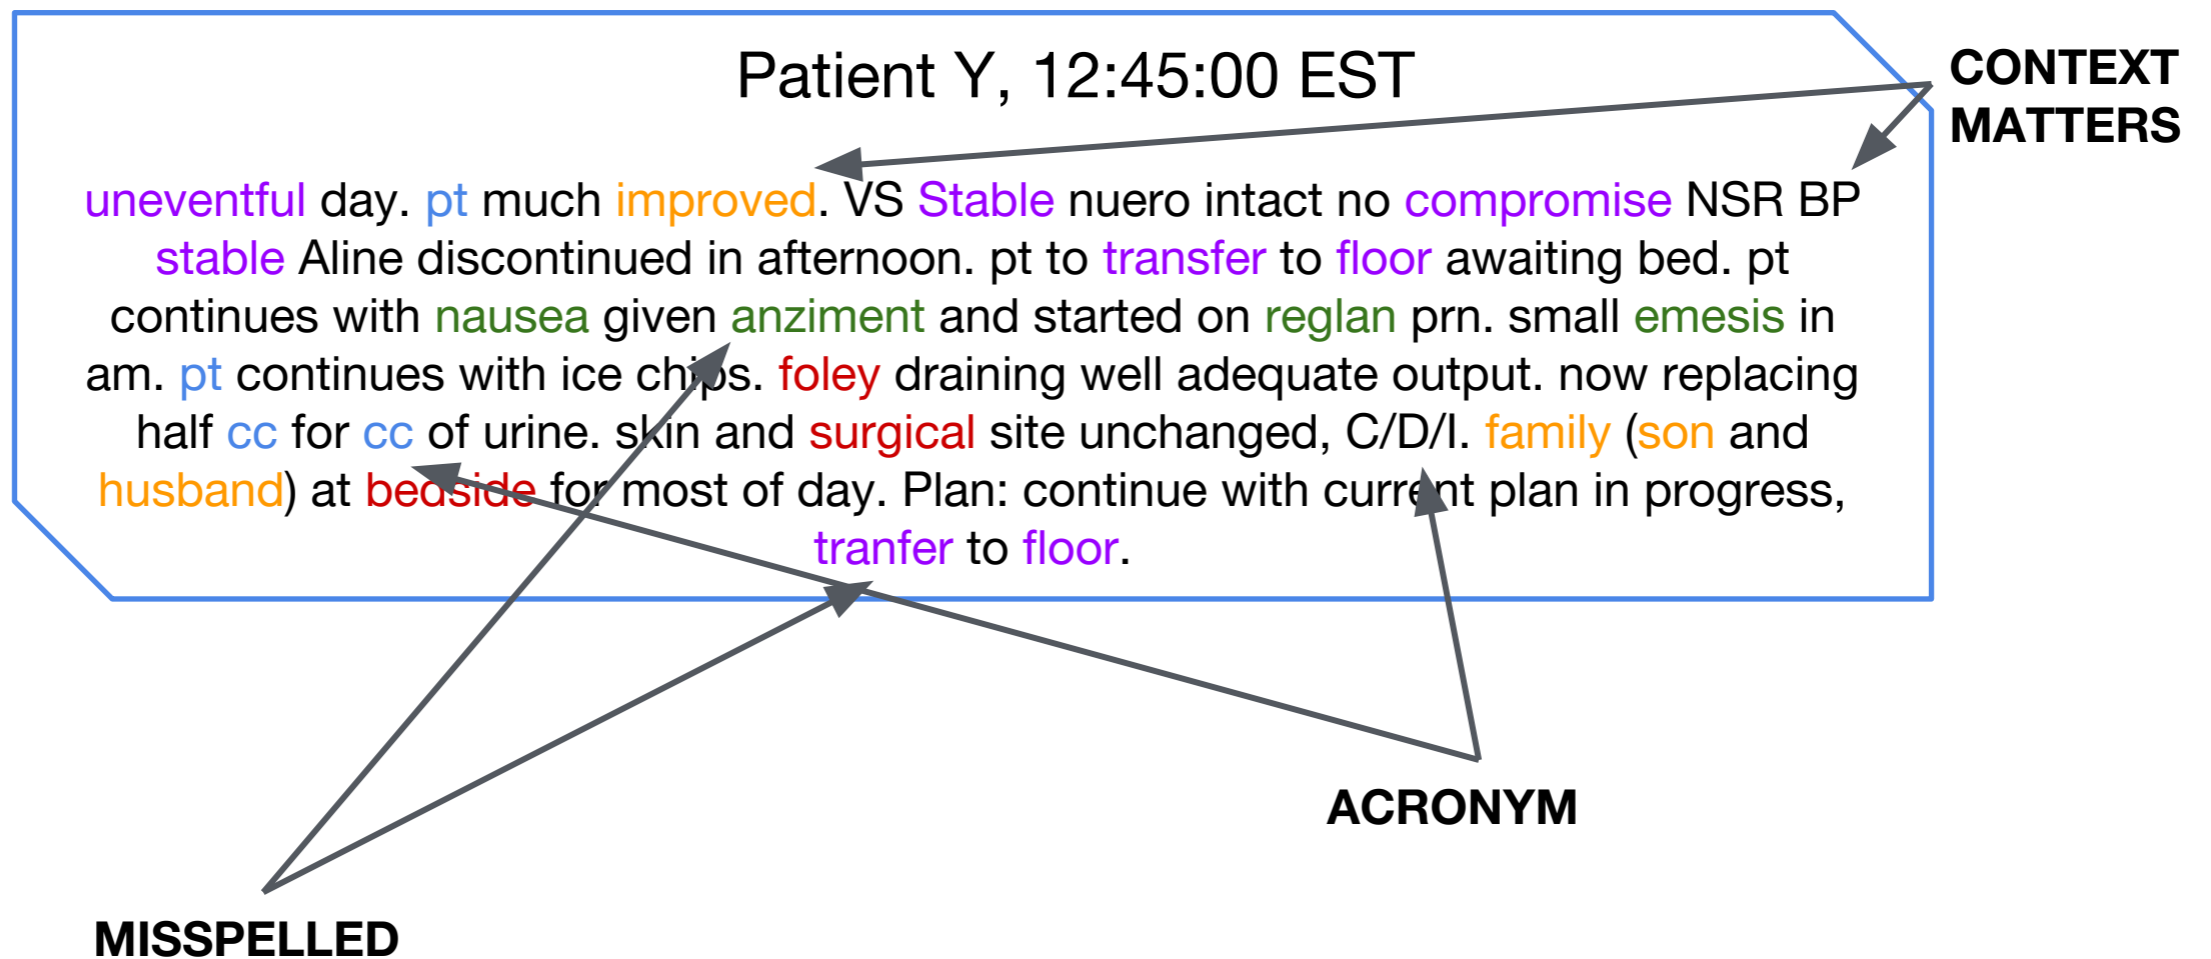 Patient Y, 12:45:00 EST
CONTEXT
MATTERS
uneventful day. pt much improved. VS Stable nuero intact no compromise NSR BP
stable Aline discontinued in afternoon. pt to transfer to floor awaiting bed. pt
continues with nausea given anziment and started on reglan prn. small emesis in
am. pt continues with ice chips. foley draining well adequate output. now replacing
half cc for cc of urine. skin and surgical site unchanged, C/D/I. family (son and
husband) at bedside for most of day. Plan: continue with current plan in progress,
tranfer to floor.
ACRONYM
MISSPELLED